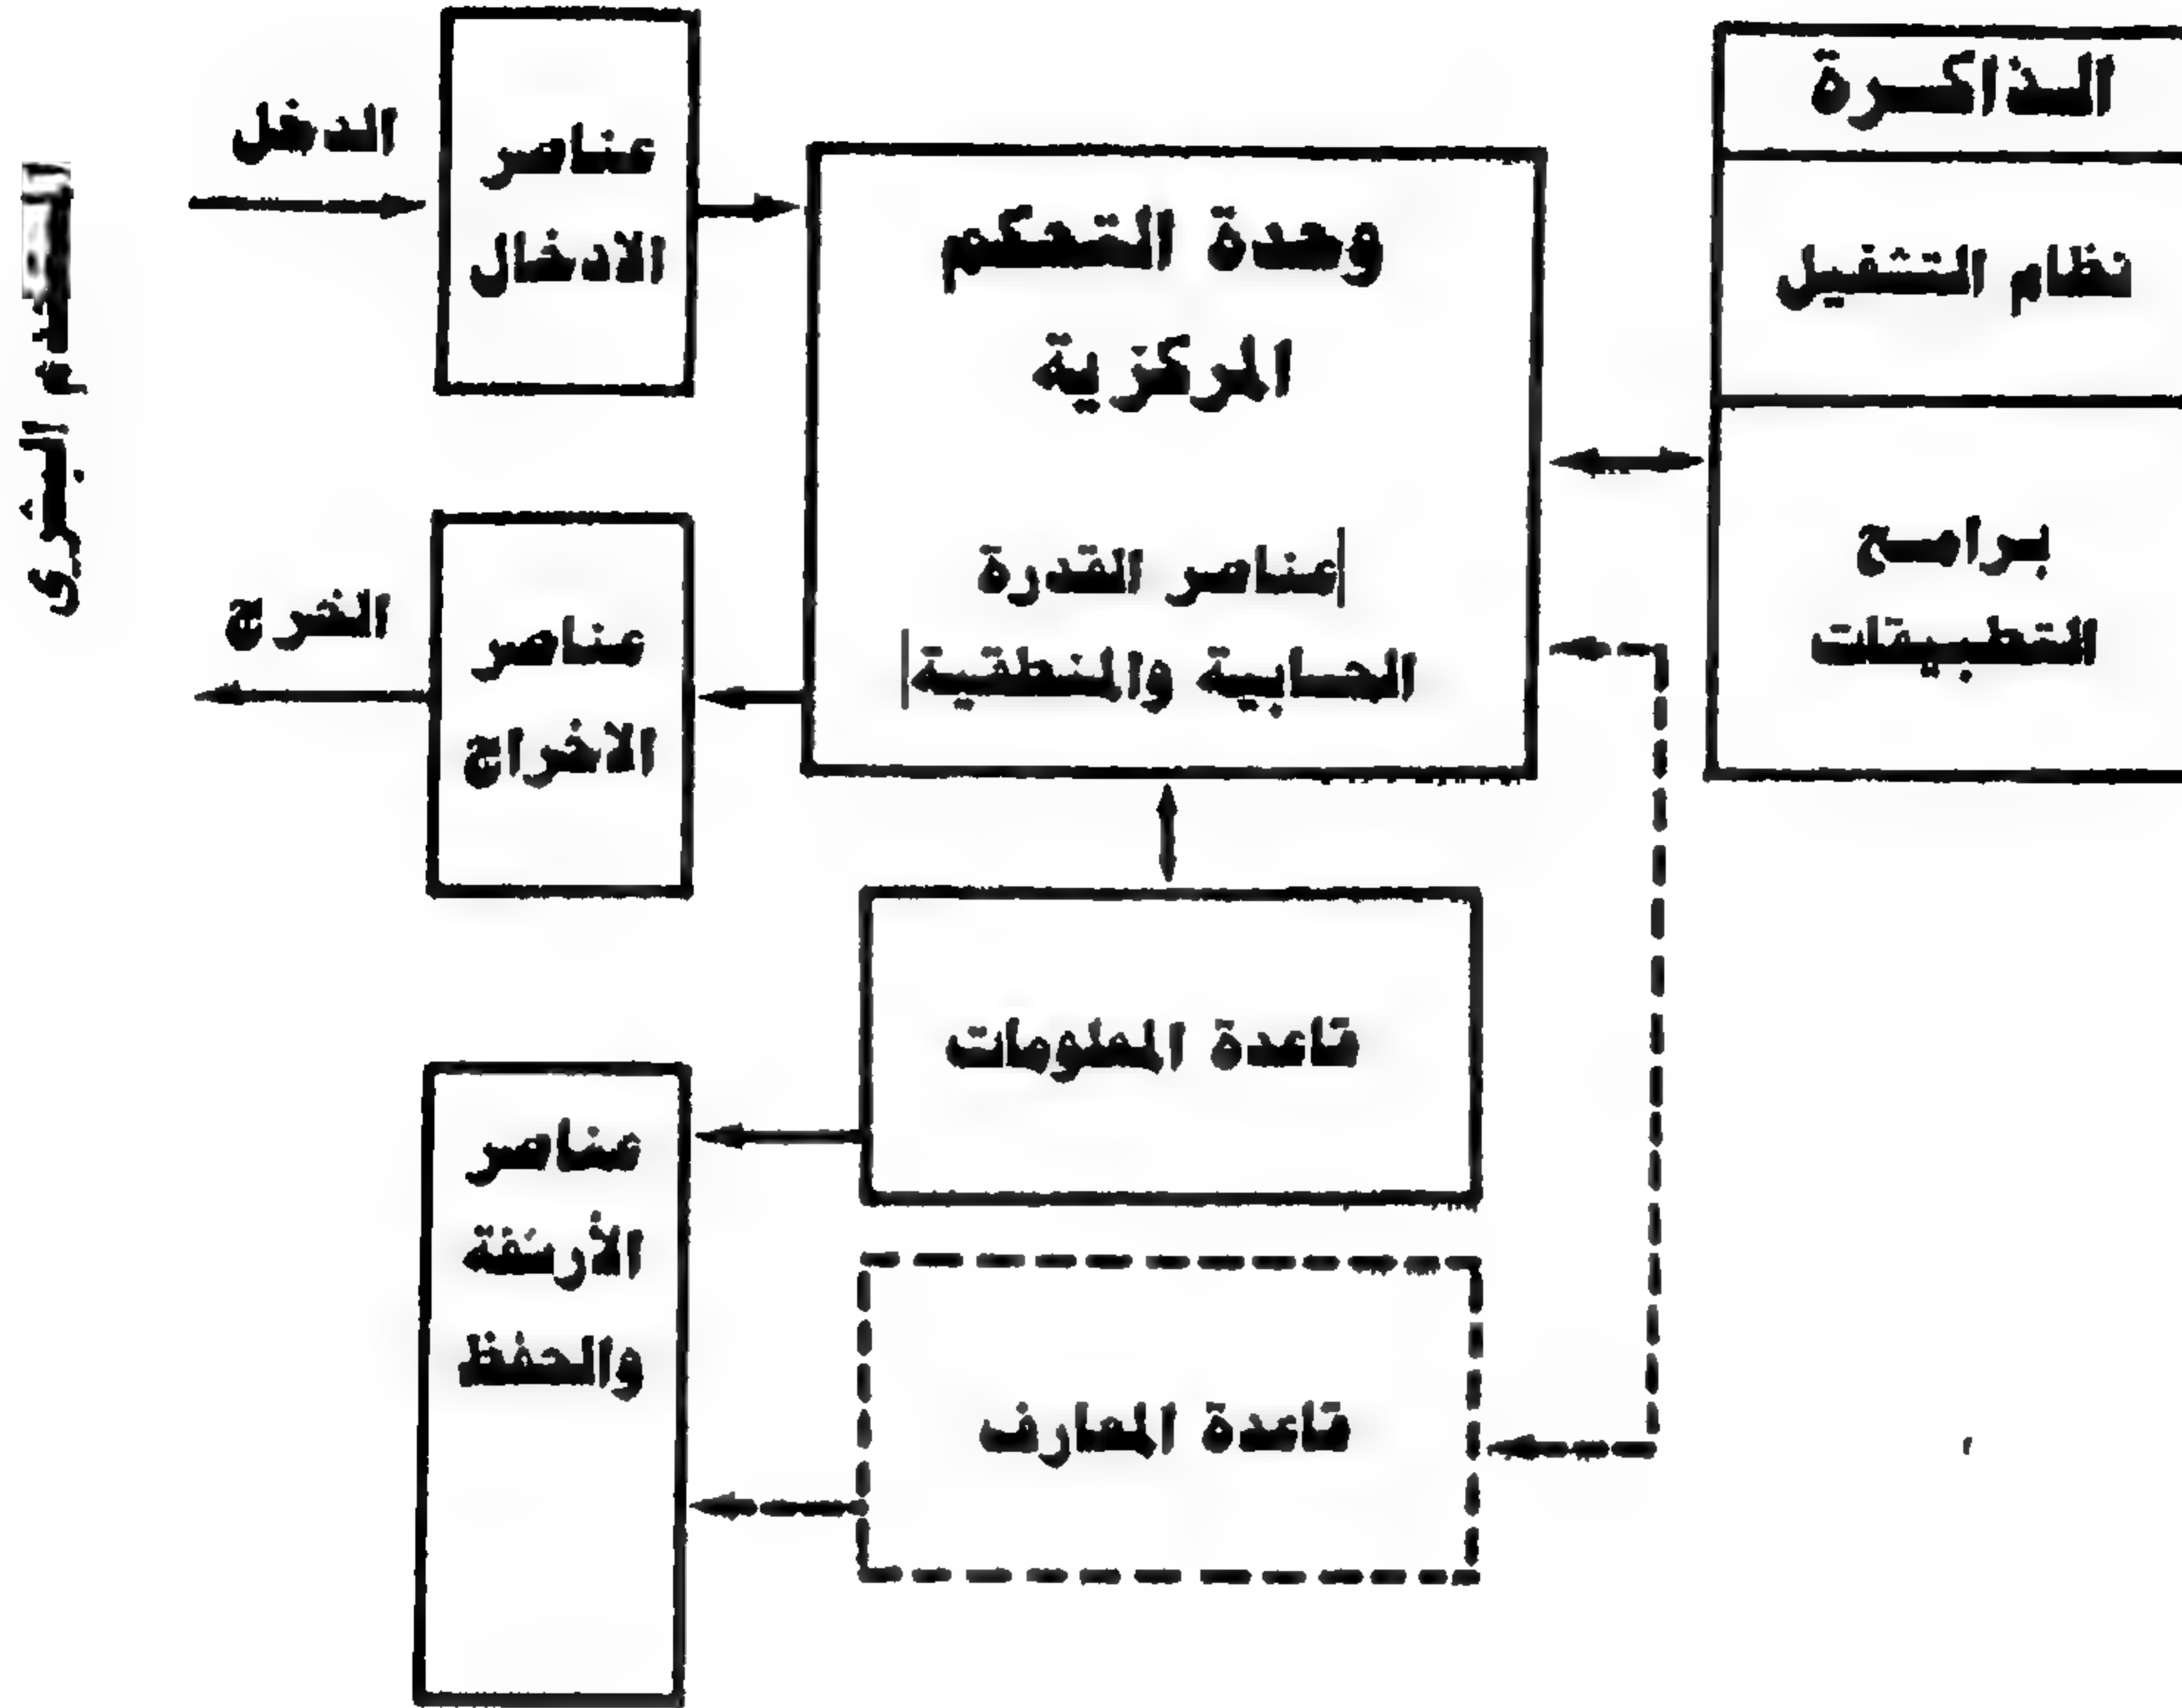 الذاكرة
نظام التشغيل
برامج
التطبيقات
وحدة التحكم
المركزية
عناصر القدرة
الحسابية والمنطقية
قاعدة المعلومات
قاعدة المعارف
عناصر
الادخال
عناصر
الاخراج
عناصر
الأرشفة
والحفظ
الدخل
الخرج
البشري